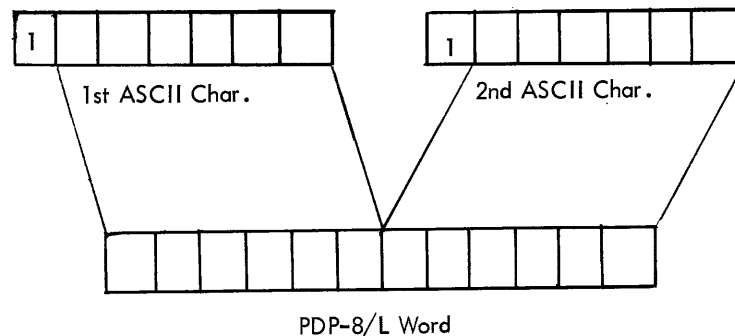 1 1
1st ASCII Char. 2nd ASCII Char.
PDP-8/L Word